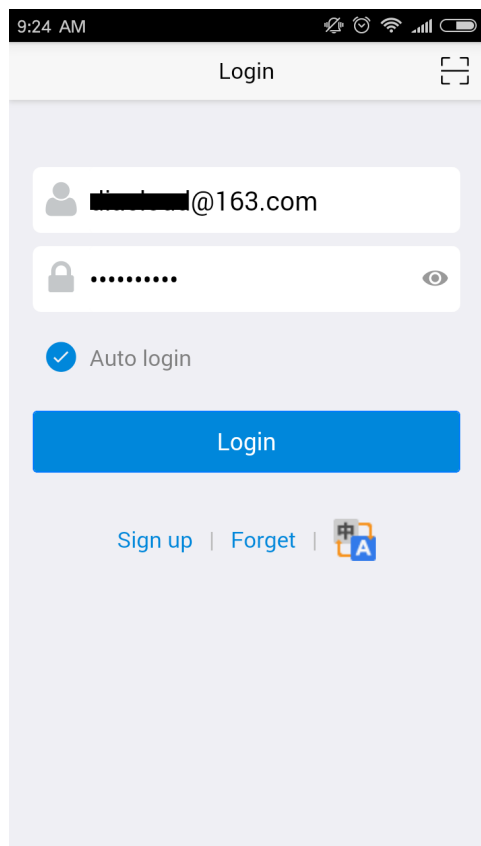 9:24 AM
Login
@163.com
••••••••••
Auto login
Login
Sign up | Forget |
中 A